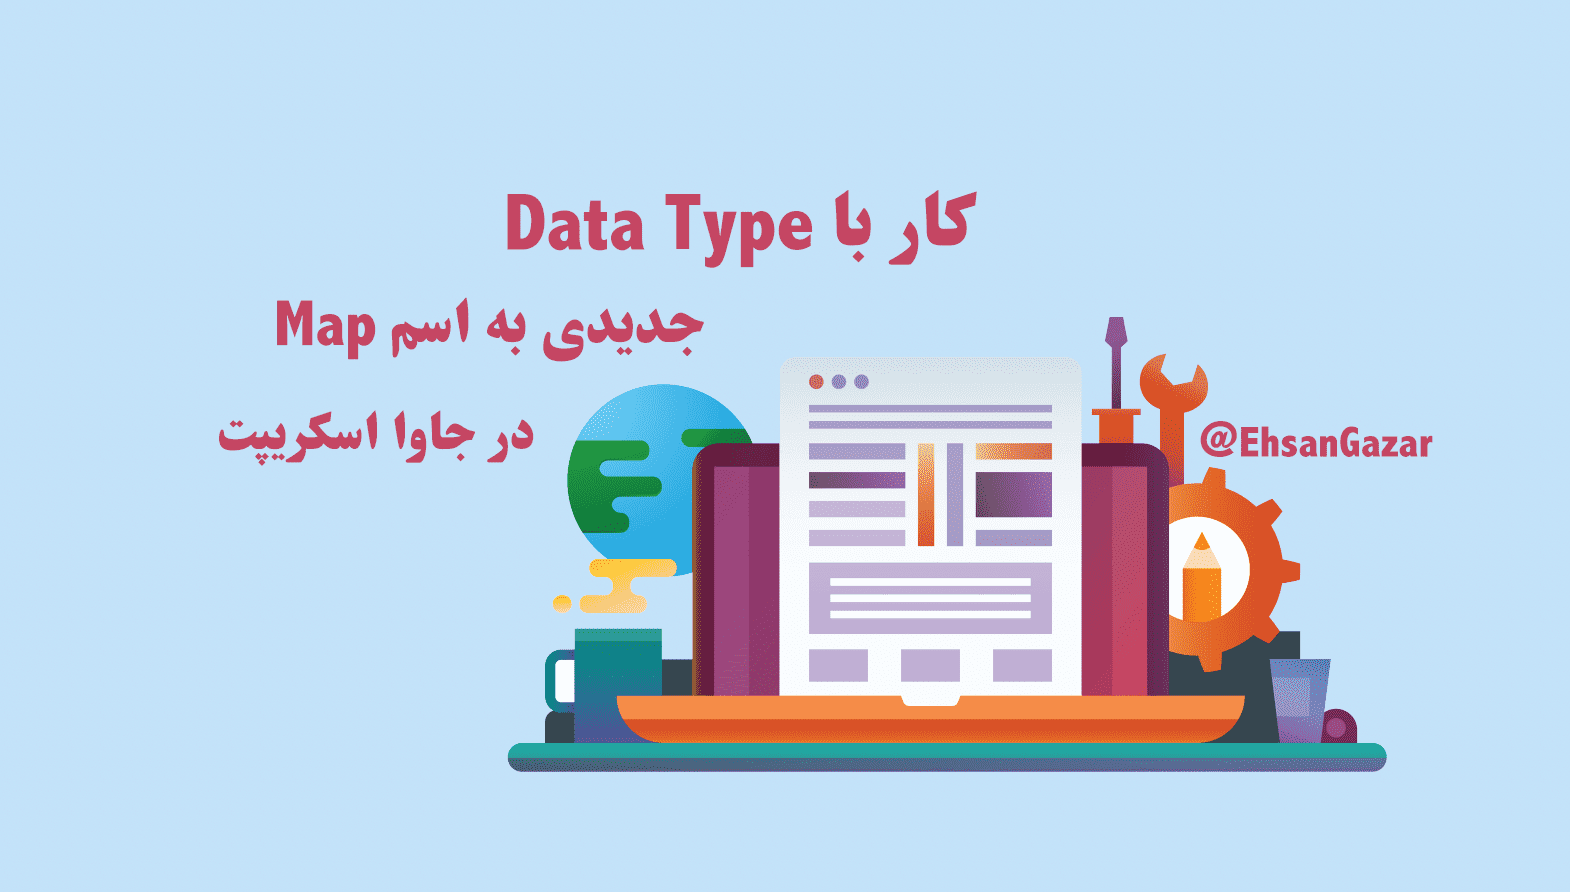 کار با Data Type
جدیدی به اسم Map
در جاوا اسکریپت
@EhsanGazar